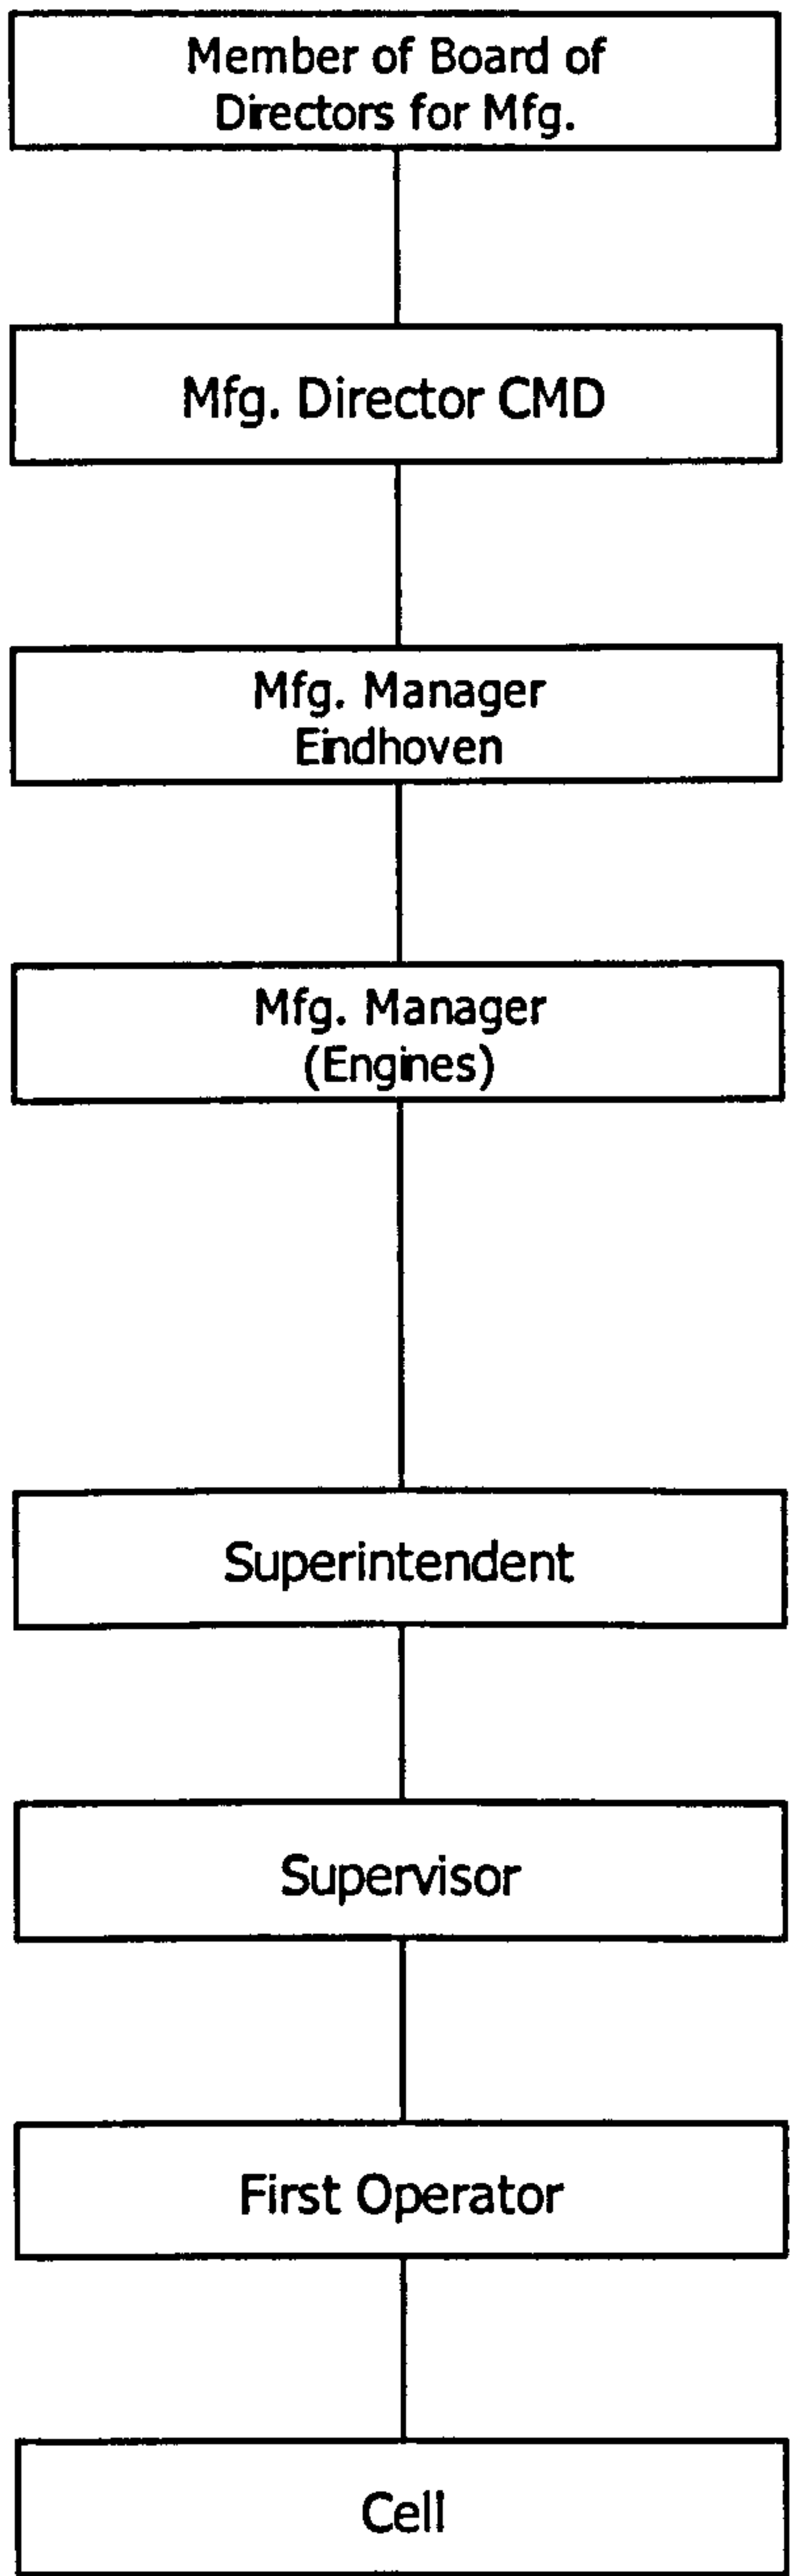 Member of Board of
Directors for Mfg.
Mfg. Director CMD
Mfg. Manager
Eindhoven
Mfg. Manager
(Engines)
Superintendent
Supervisor
First Operator
Cell